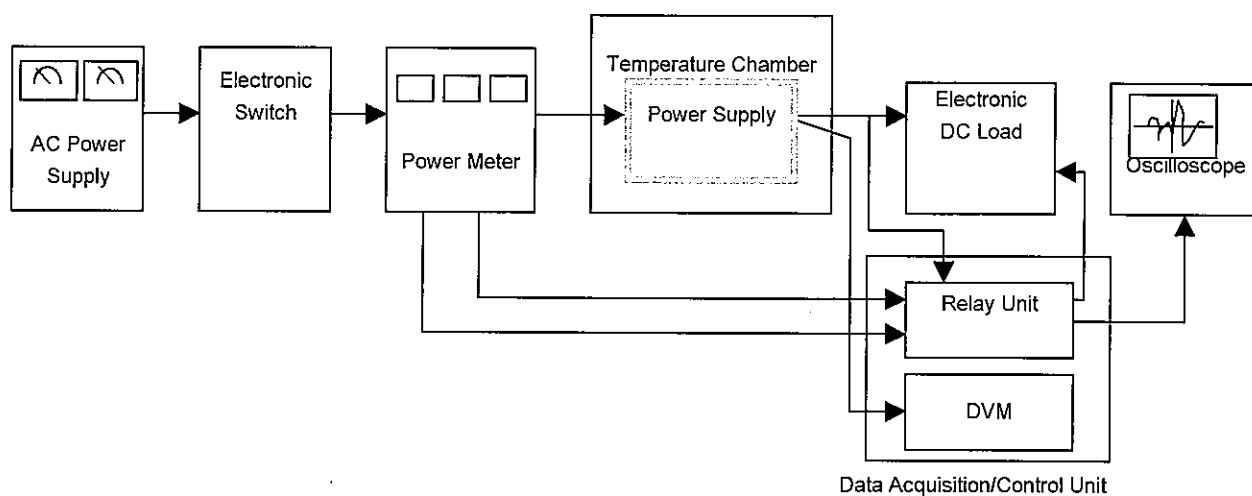 AC Power
Supply
Electronic
Switch
Power Meter
Temperature Chamber
Power Supply
Electronic
DC Load
Oscilloscope
Relay Unit
DVM
Data Acquisition/Control Unit